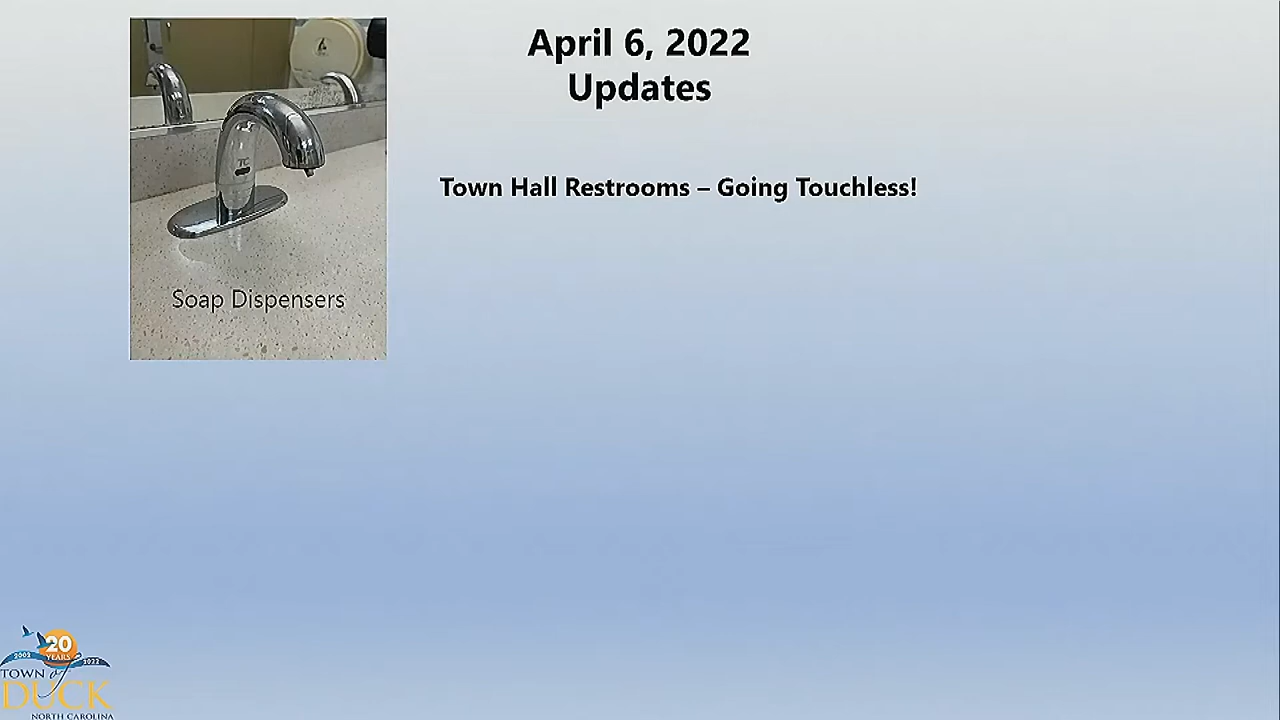 April 6, 2022
Updates
Town Hall Restrooms – Going Touchless!
TC
Soap Dispensers
20
YEARS
2002
2022
TOWN of
DUCK
NORTH CAROLINA